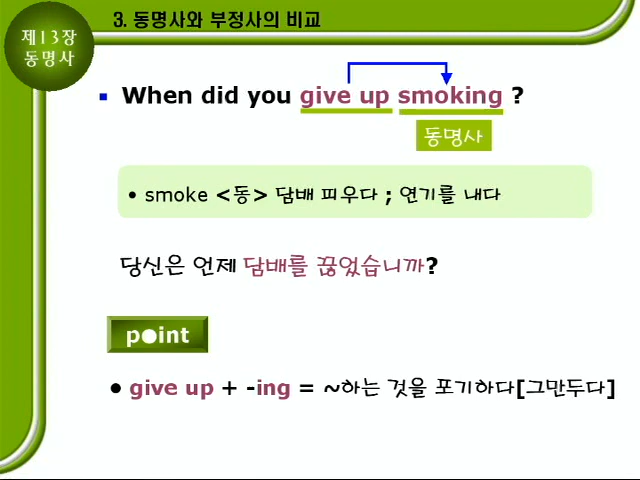 3. 동명사와 부정사의 비교
제13장
동명사
▪ When did you give up smoking ?
동명사
• smoke <동> 담배 피우다 ; 연기를 내다
당신은 언제 담배를 끊었습니까?
point
• give up + -ing = ~하는 것을 포기하다[그만두다]